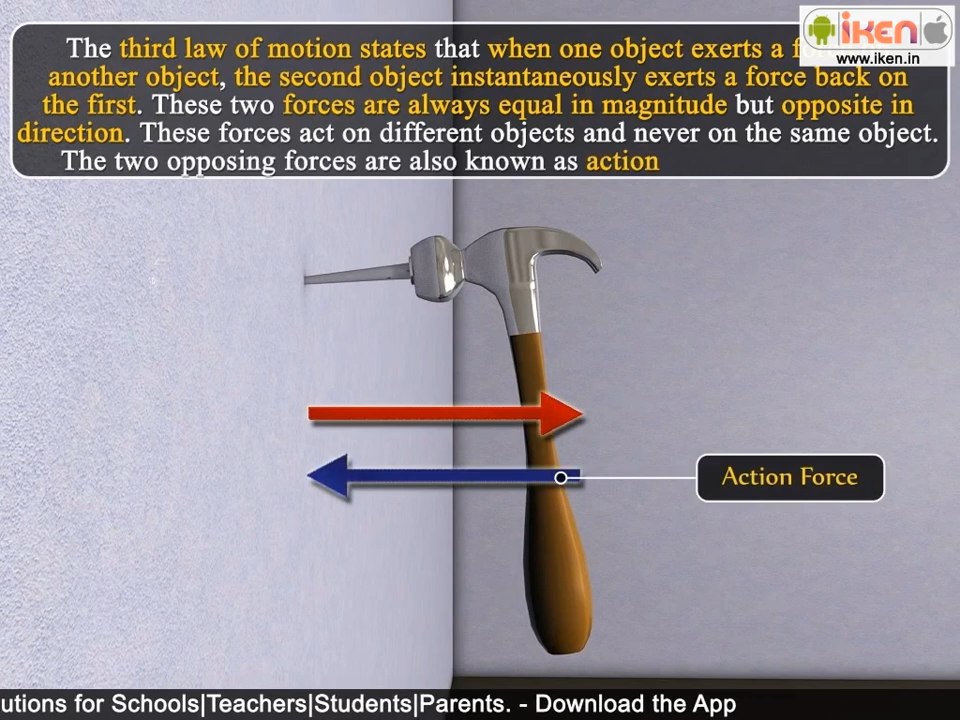 The third law of motion states that when one object exerts a
another object, the second object instantaneously exerts a force back on
the first. These two forces are always equal in magnitude but opposite in
direction. These forces act on different objects and never on the same object.
The two opposing forces are also known as action
iken
www.iken.in
Action Force
utions for Schools|Teachers|Students|Parents. - Download the App